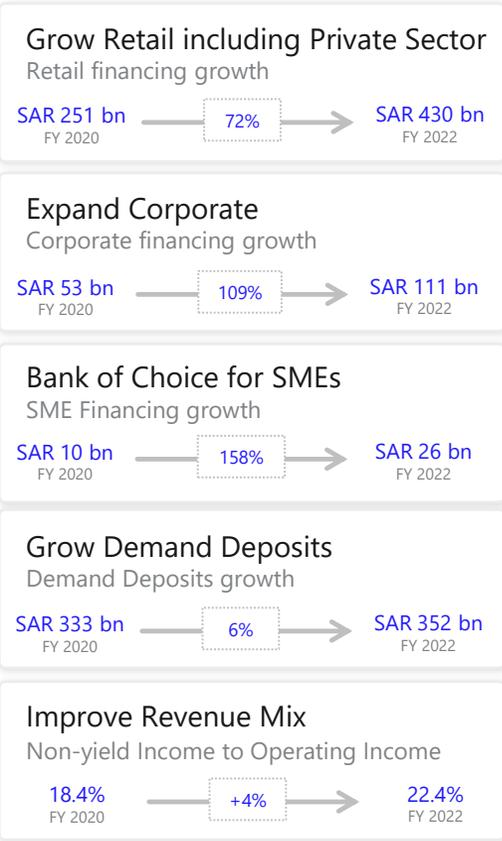 Grow Retail including Private Sector
Retail financing growth
SAR 251 bn 72% SAR 430 bn
FY 2020 FY 2022
Expand Corporate
Corporate financing growth
SAR 53 bn 109% SAR 111 bn
FY 2020 FY 2022
Bank of Choice for SMEs
SME Financing growth
SAR 10 bn 158% SAR 26 bn
FY 2020 FY 2022
Grow Demand Deposits
Demand Deposits growth
SAR 333 bn 6% SAR 352 bn
FY 2020 FY 2022
Improve Revenue Mix
Non-yield Income to Operating Income
18.4% +4% 22.4%
FY 2020 FY 2022